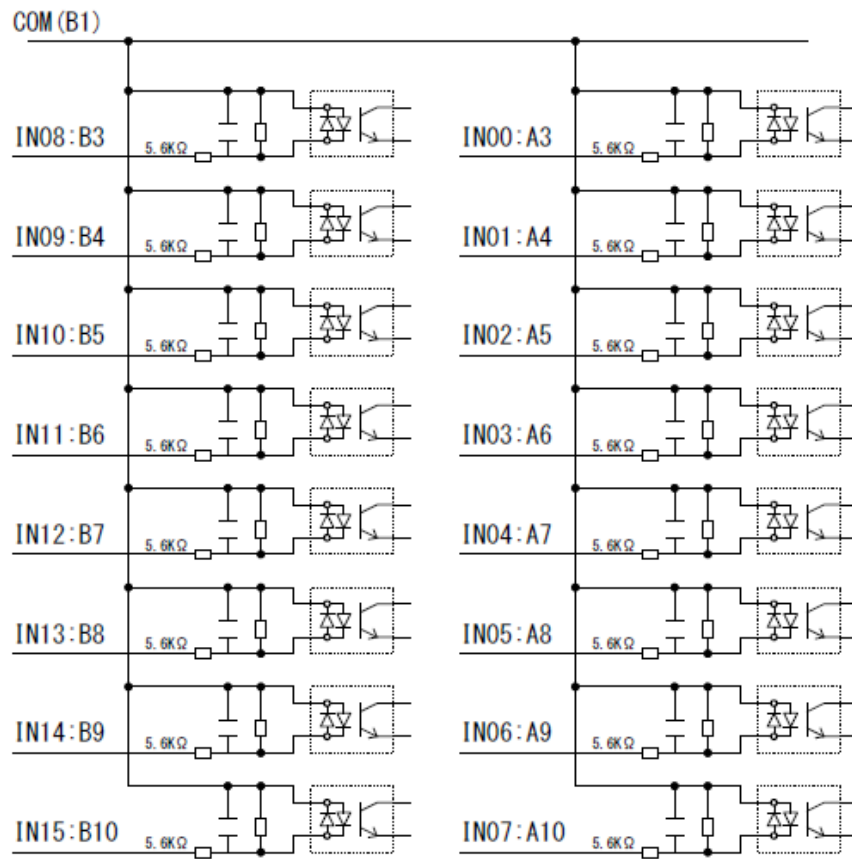 COM(B1)
IN08:B3
5.6KΩ
IN00:A3
5.6KΩ
IN09:B4
5.6KΩ
IN01:A4
5.6KΩ
IN10:B5
5.6KΩ
IN02:A5
5.6KΩ
IN11:B6
5.6KΩ
IN03:A6
5.6KΩ
IN12:B7
5.6KΩ
IN04:A7
5.6KΩ
IN13:B8
5.6KΩ
IN05:A8
5.6KΩ
IN14:B9
5.6KΩ
IN06:A9
5.6KΩ
IN15:B10
5.6KΩ
IN07:A10
5.6KΩ